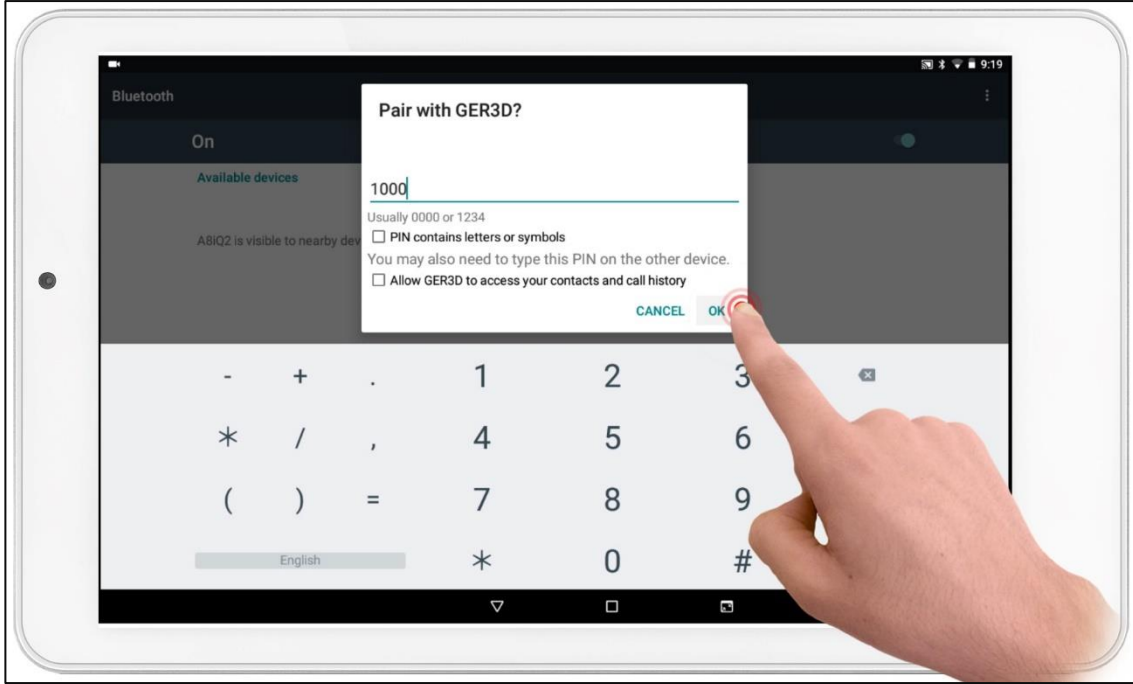 9:19
Bluetooth
On
Available devices
A8iQ2 is visible to nearby dev
Pair with GER3D?
1000
Usually 0000 or 1234
PIN contains letters or symbols
You may also need to type this PIN on the other device.
Allow GER3D to access your contacts and call history
CANCEL OK
- + . 1 2 3
* / , 4 5 6
( ) = 7 8 9
English * 0 #